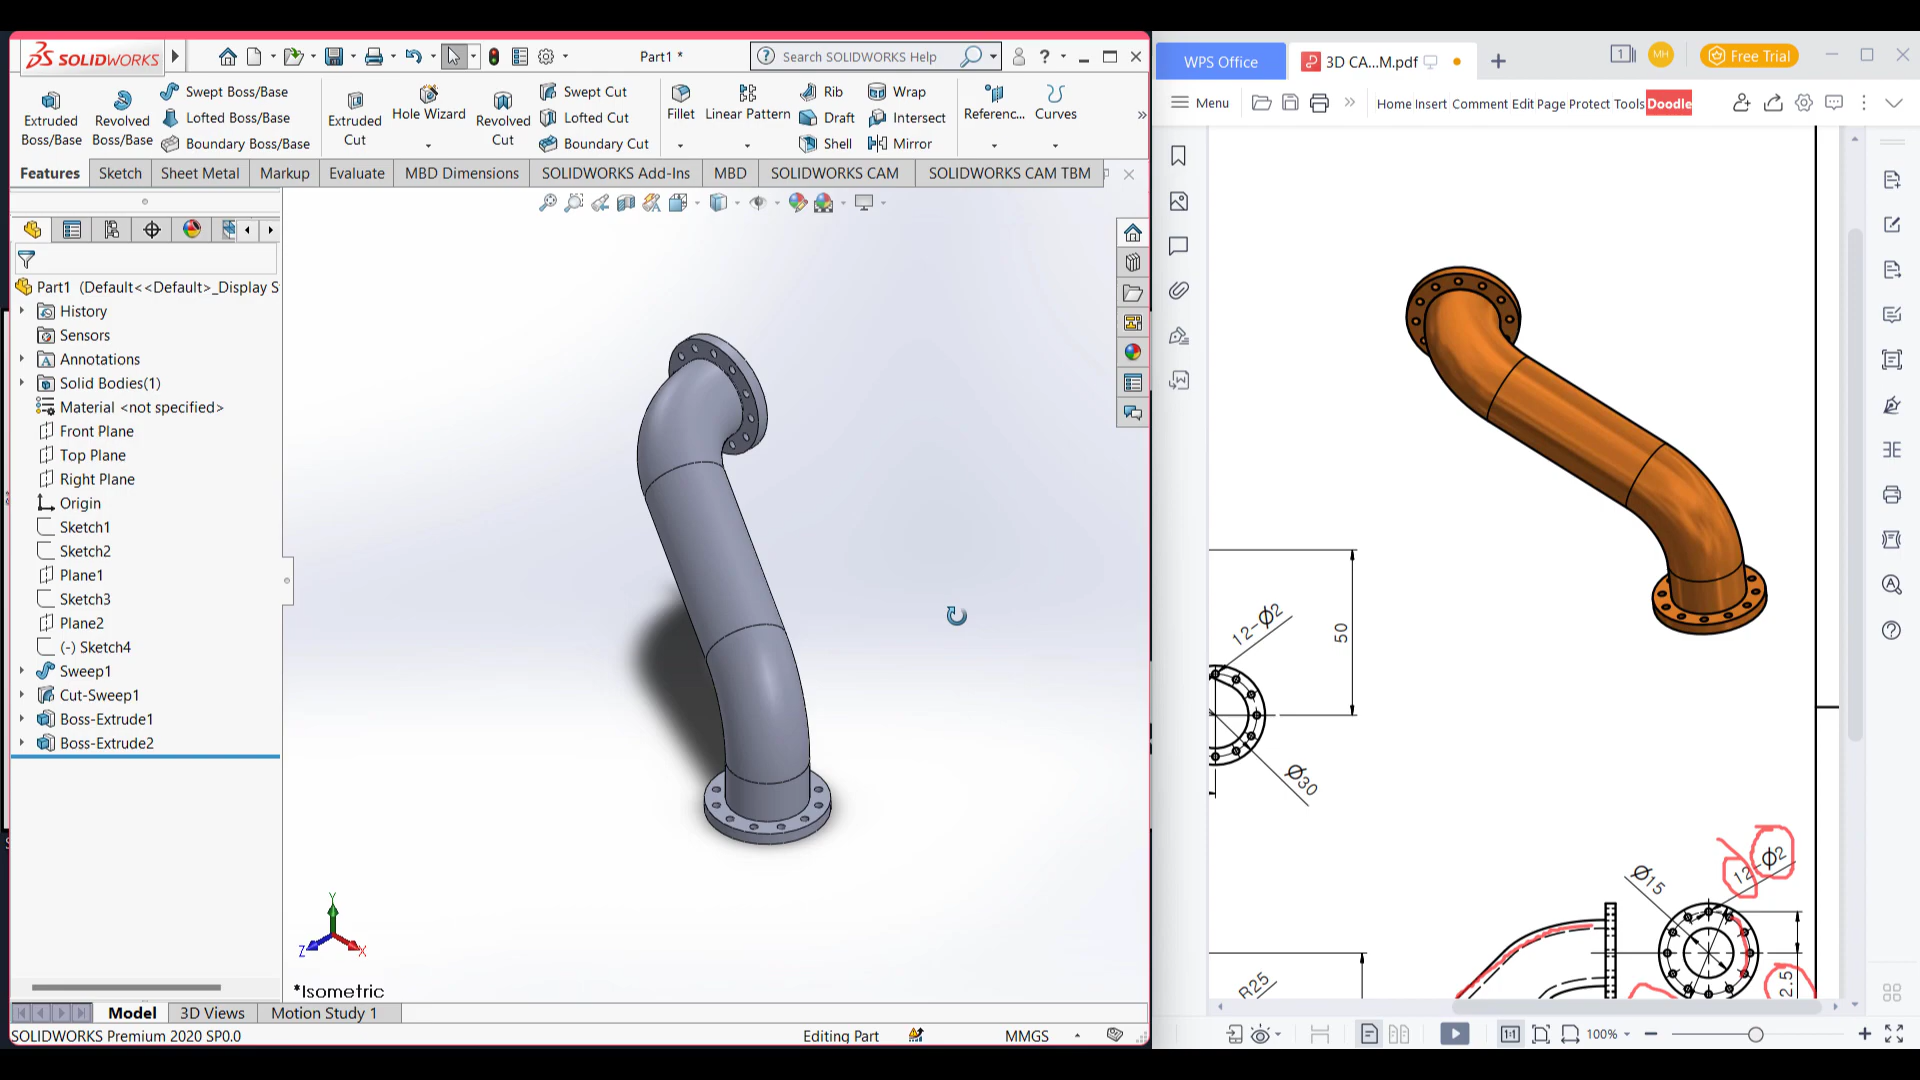 SOLIDWORKS
Part1 *
Search SOLIDWORKS Help
?
Extruded Boss/Base
Revolved Boss/Base
Swept Boss/Base
Lofted Boss/Base
Boundary Boss/Base
Extruded Cut
Hole Wizard
Revolved Cut
Swept Cut
Lofted Cut
Boundary Cut
Fillet
Linear Pattern
Rib
Draft
Shell
Wrap
Intersect
Mirror
Referenc...
Curves
Features
Sketch
Sheet Metal
Markup
Evaluate
MBD Dimensions
SOLIDWORKS Add-Ins
MBD
SOLIDWORKS CAM
SOLIDWORKS CAM TBM
Part1 (Default<<Default>_Display S
History
Sensors
Annotations
Solid Bodies(1)
Material <not specified>
Front Plane
Top Plane
Right Plane
Origin
Sketch1
Sketch2
Plane1
Sketch3
Plane2
(-) Sketch4
Sweep1
Cut-Sweep1
Boss-Extrude1
Boss-Extrude2
Y
Z
X
*Isometric
Model
3D Views
Motion Study 1
SOLIDWORKS Premium 2020 SP0.0
Editing Part
MMGS
WPS Office
3D CA...M.pdf
1
MH
Free Trial
Menu
Home Insert Comment Edit Page Protect Tools Doodle
12-Ø2
50
Ø30
12-Ø2
Ø15
R25
2.5
100%